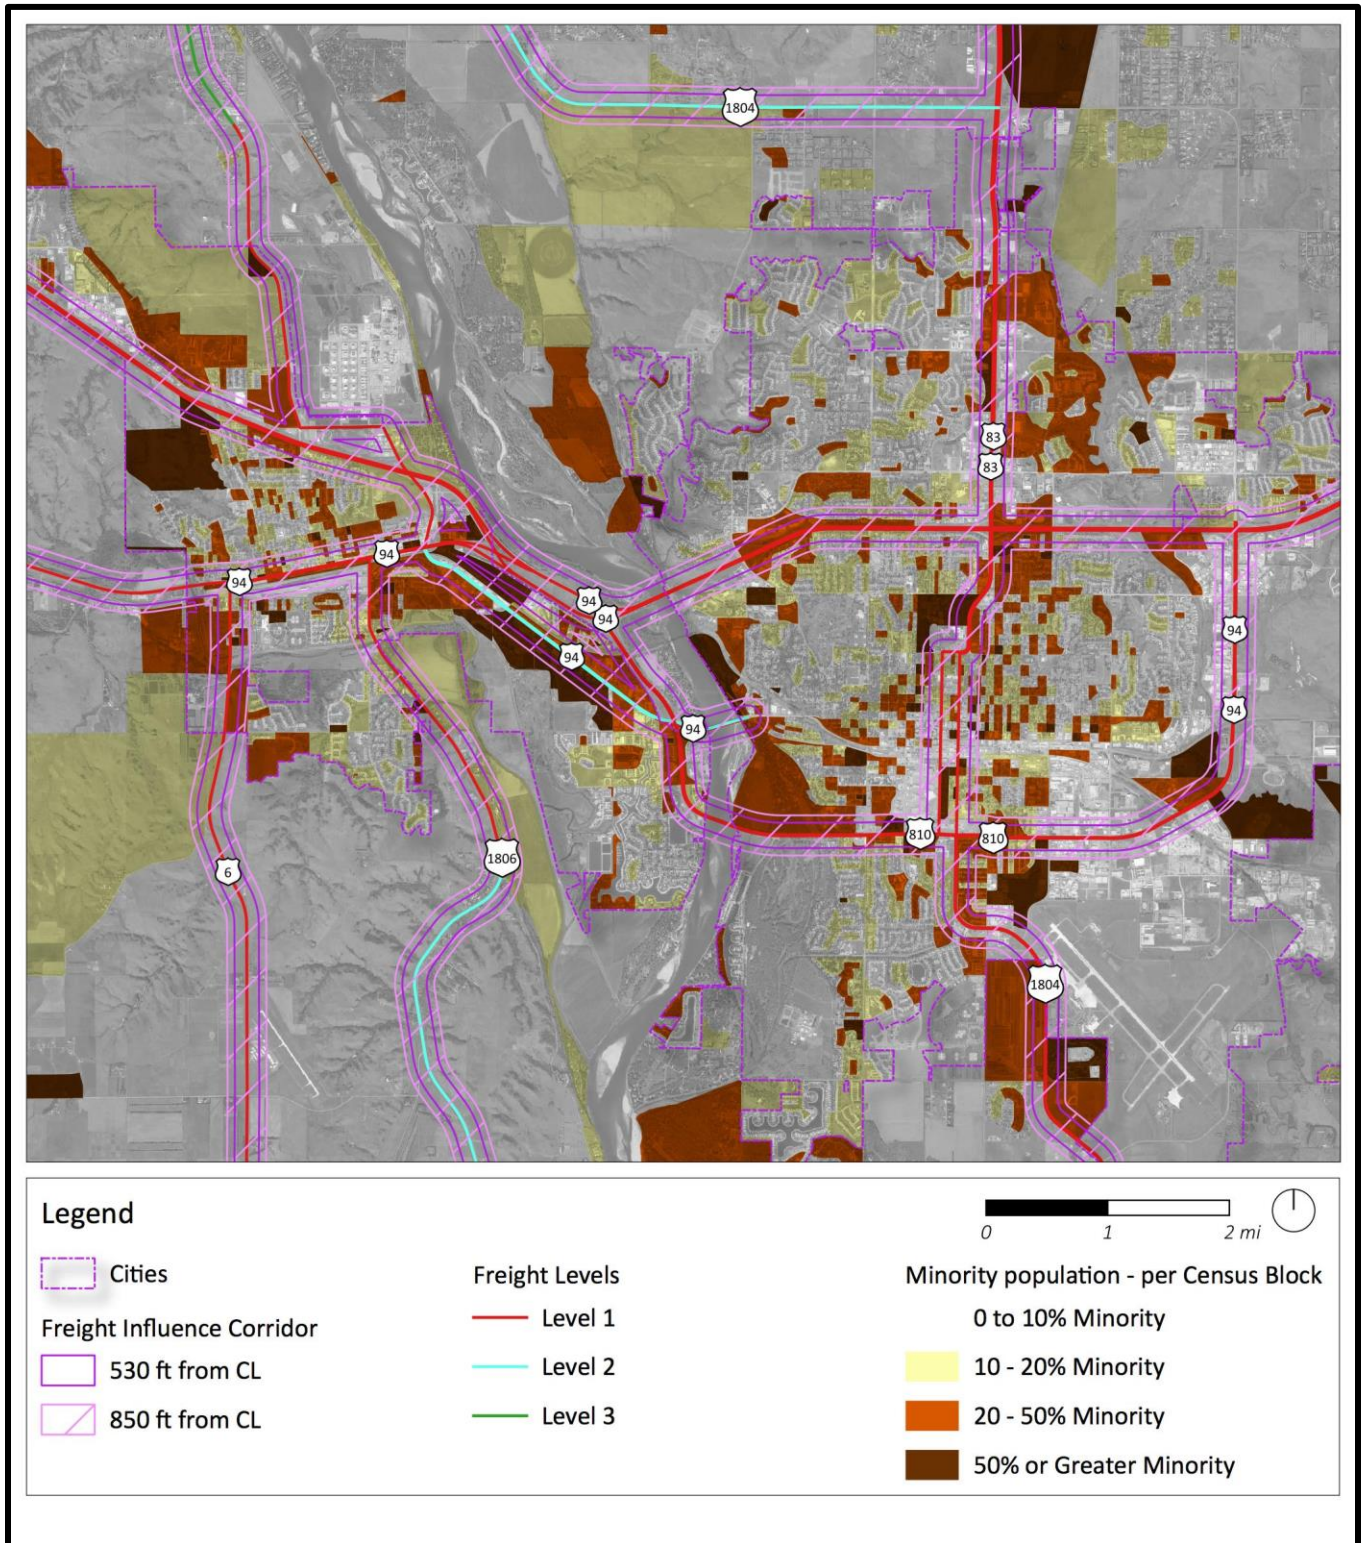 1804
83
83
94
94
94
94
94
94
94
94
810
810
1806
6
1804
Legend
Cities
Freight Influence Corridor
530 ft from CL
850 ft from CL
Freight Levels
Level 1
Level 2
Level 3
0 1 2 mi
Minority population - per Census Block
0 to 10% Minority
10 - 20% Minority
20 - 50% Minority
50% or Greater Minority